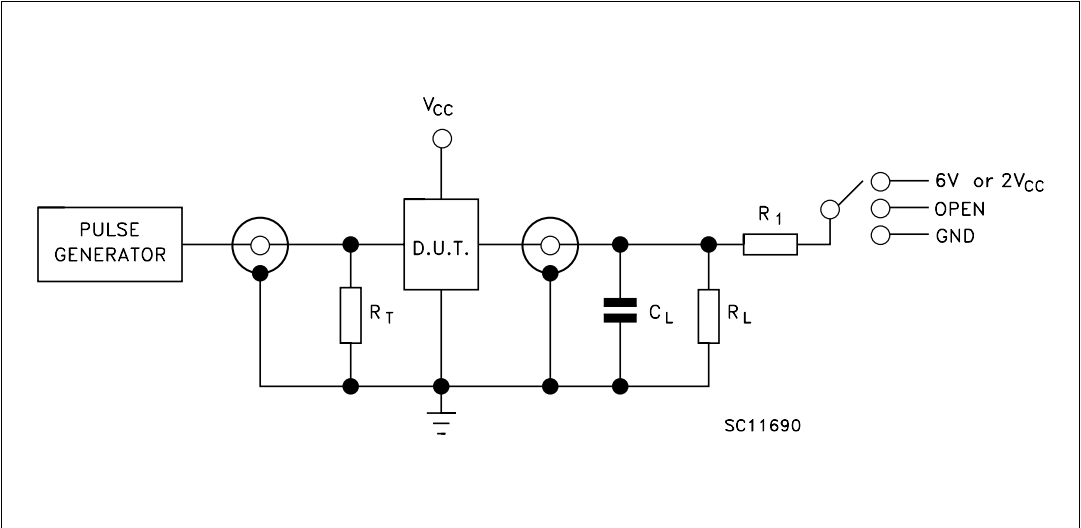 VCC
PULSE
GENERATOR
D.U.T.
RT
CL
RL
R1
6V or 2VCC
OPEN
GND
SC11690